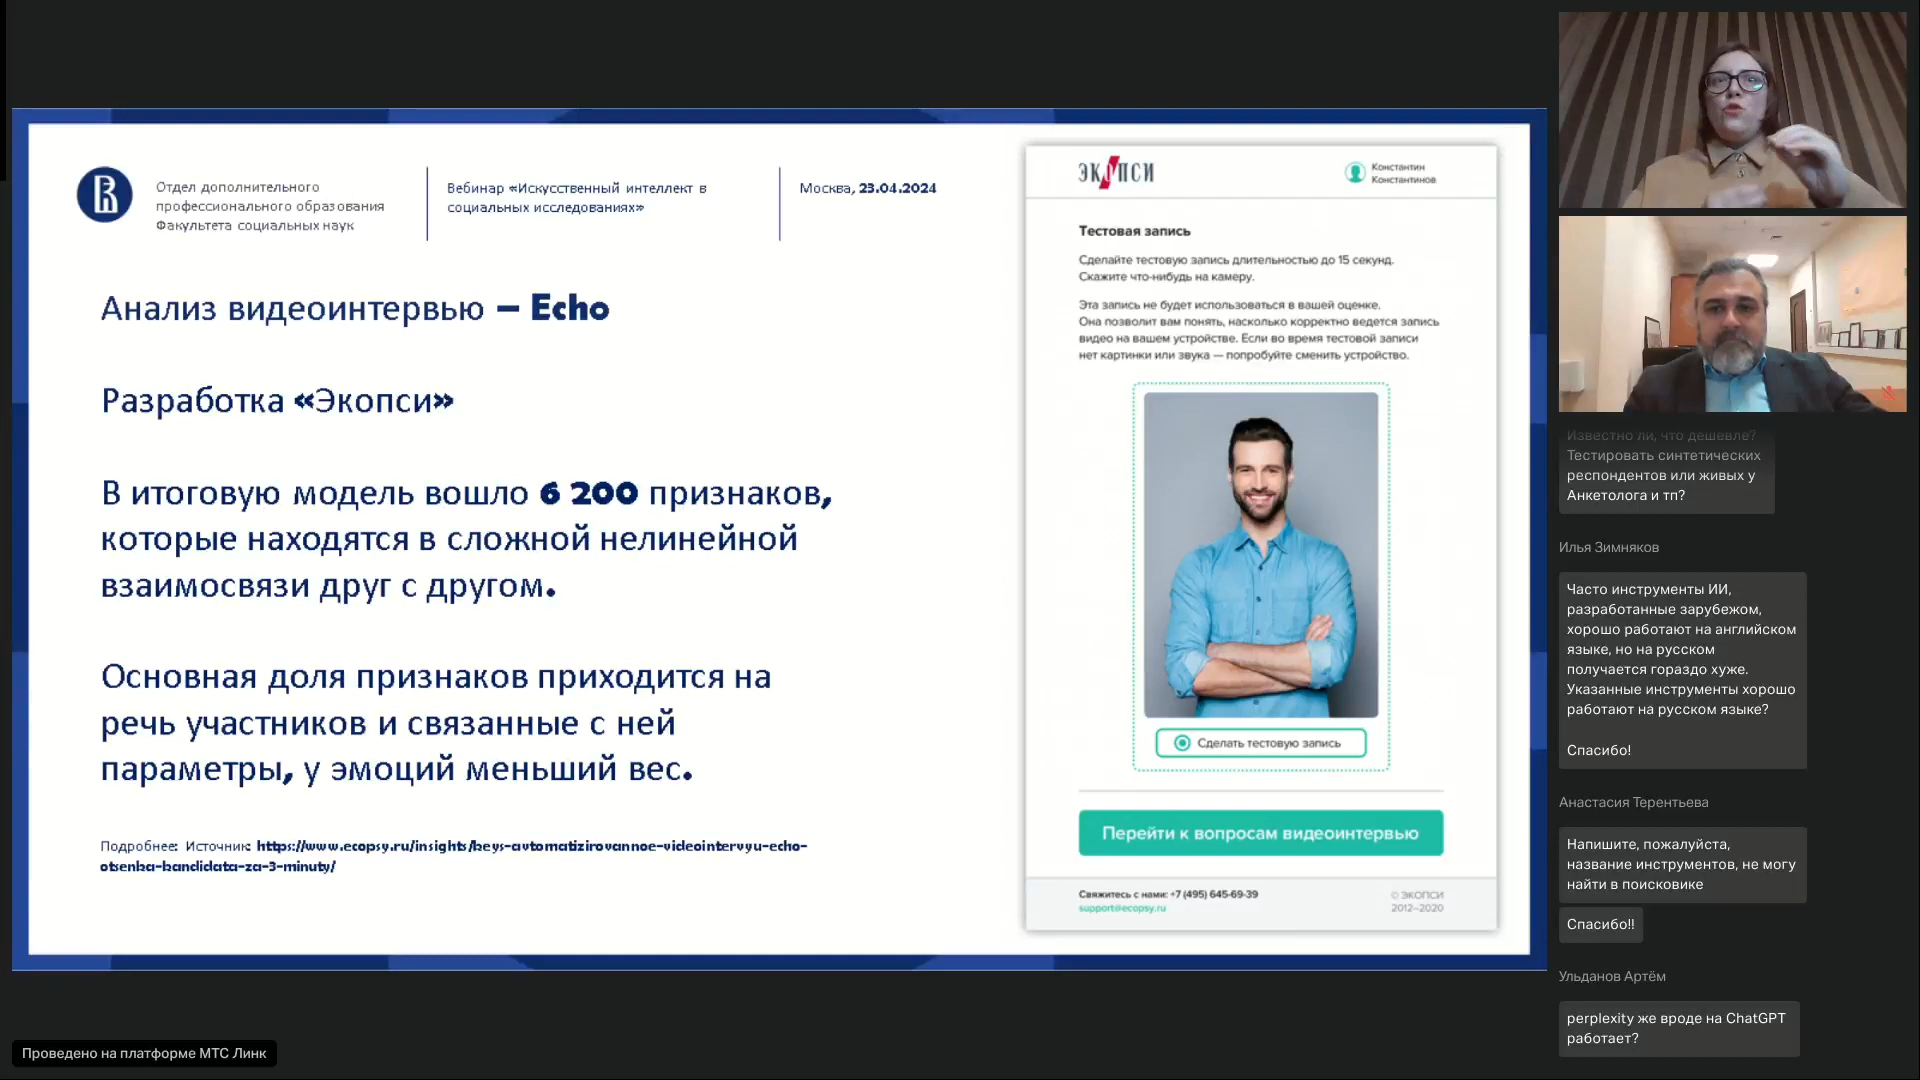 Отдел дополнительного
профессионального образования
Факультета социальных наук
Вебинар «Искусственный интеллект в
социальных исследованиях»
Москва, 23.04.2024
Анализ видеоинтервью – Echo
Разработка «Экопси»
В итоговую модель вошло 6 200 признаков,
которые находятся в сложной нелинейной
взаимосвязи друг с другом.
Основная доля признаков приходится на
речь участников и связанные с ней
параметры, у эмоций меньший вес.
Подробнее: Источник: https://www.ecopsy.ru/insights/keys-avtomatizirovannoe-videointervyu-echo-
otsenka-kandidata-za-3-minuty/
ЭКОПСИ
Константин
Константинов
Тестовая запись
Сделайте тестовую запись длительностью до 15 секунд.
Скажите что-нибудь на камеру.
Эта запись не будет использоваться в вашей оценке.
Она позволит вам понять, насколько корректно ведется запись
видео на вашем устройстве. Если во время тестовой записи
нет картинки или звука — попробуйте сменить устройство.
Сделать тестовую запись
Перейти к вопросам видеоинтервью
Свяжитесь с нами: +7 (495) 645-69-39
support@ecopsy.ru
© ЭКОПСИ
2012–2020
Известно ли, что дешевле?
Тестировать синтетических
респондентов или живых у
Анкетолога и тп?
Илья Зимняков
Часто инструменты ИИ,
разработанные зарубежом,
хорошо работают на английском
языке, но на русском
получается гораздо хуже.
Указанные инструменты хорошо
работают на русском языке?
Спасибо!
Анастасия Терентьева
Напишите, пожалуйста,
название инструментов, не могу
найти в поисковике
Спасибо!!
Ульданов Артём
perplexity же вроде на ChatGPT
работает?
Проведено на платформе МТС Линк